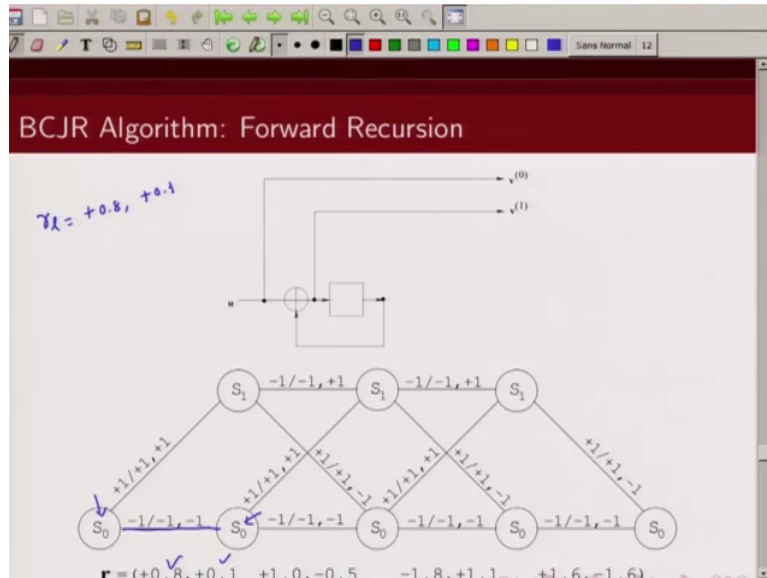 T
Sans Normal 12
BCJR Algorithm: Forward Recursion
rₗ = +0.8, +0.1
v(0)
v(1)
u
S1 -1/-1,+1 S1 -1/-1,+1 S1
+1/+1,+1 +1/+1,+1 +1/+1,-1 +1/+1,+1 +1/+1,-1 +1/+1,-1
S0 -1/-1,-1 S0 -1/-1,-1 S0 -1/-1,-1 S0 -1/-1,-1 S0
r = (+0.8,+0.1 +1.0,-0.5 -1.8,+1.1 +1.6,-1.6)